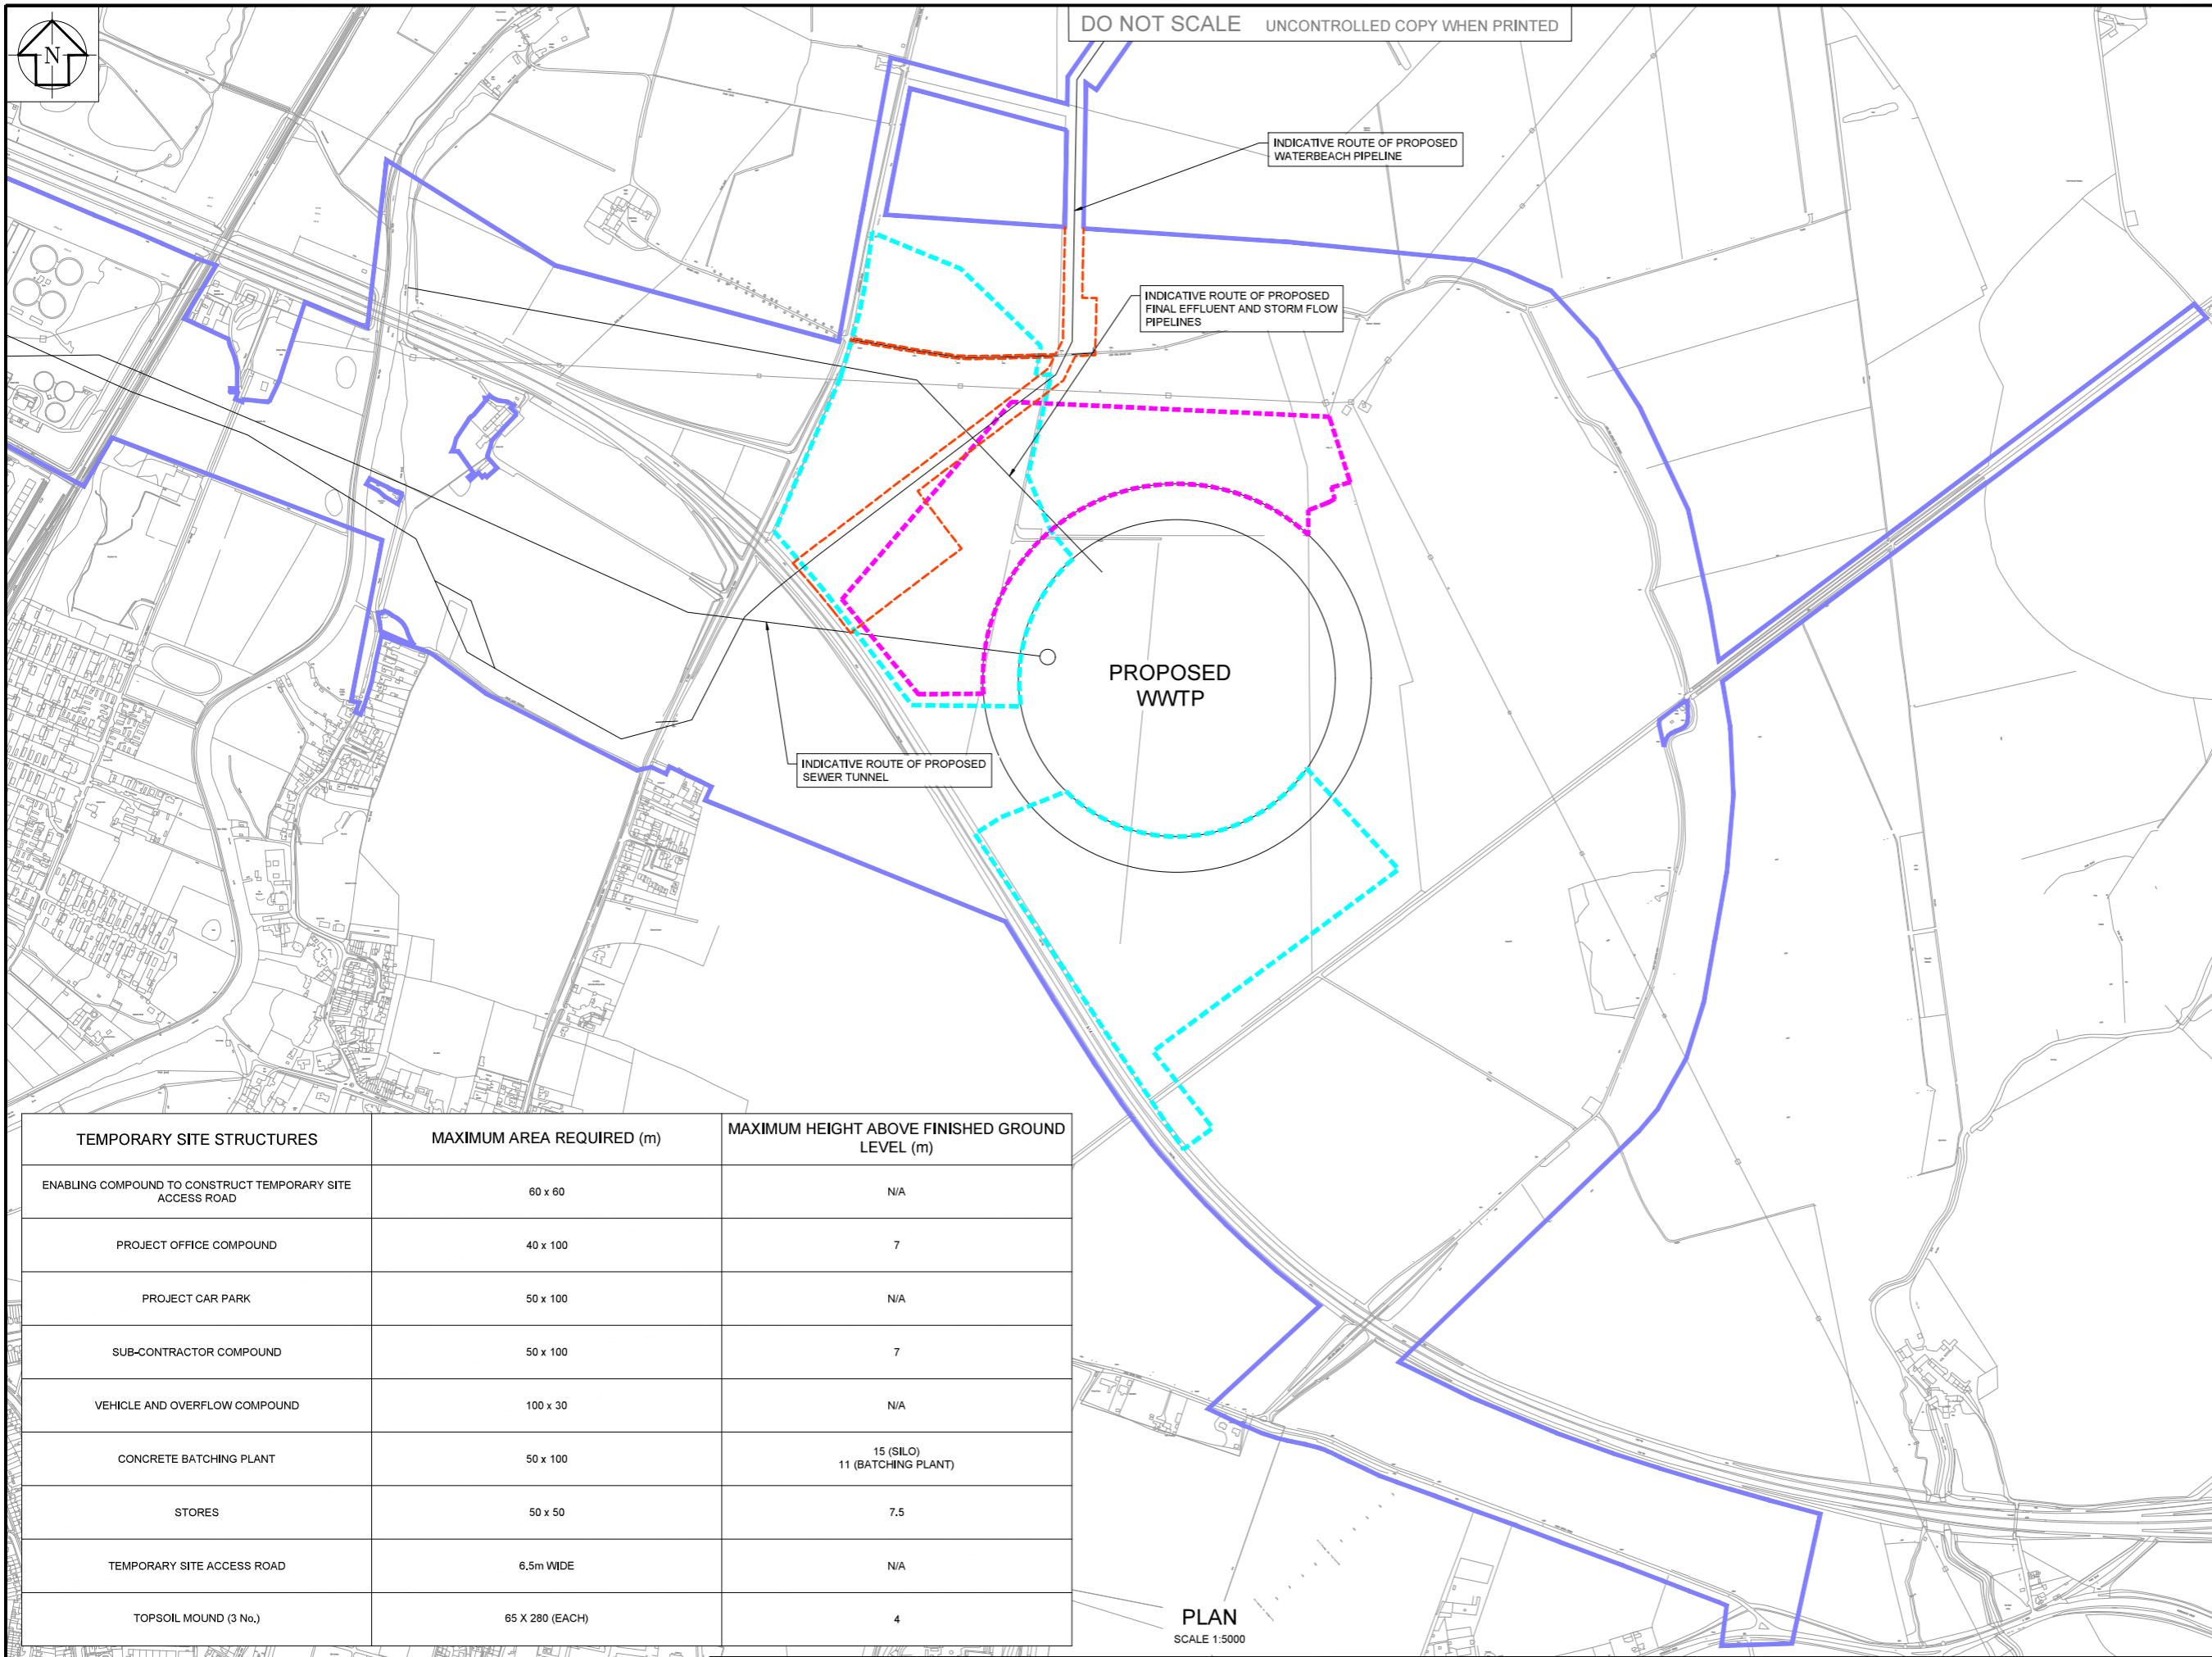 N
DO NOT SCALE UNCONTROLLED COPY WHEN PRINTED
INDICATIVE ROUTE OF PROPOSED
WATERBEACH PIPELINE
INDICATIVE ROUTE OF PROPOSED
FINAL EFFLUENT AND STORM FLOW
PIPELINES
PROPOSED
WWTP
INDICATIVE ROUTE OF PROPOSED
SEWER TUNNEL
TEMPORARY SITE STRUCTURES
MAXIMUM AREA REQUIRED (m)
MAXIMUM HEIGHT ABOVE FINISHED GROUND
LEVEL (m)
ENABLING COMPOUND TO CONSTRUCT TEMPORARY SITE
ACCESS ROAD
60 x 60
N/A
PROJECT OFFICE COMPOUND
40 x 100
7
PROJECT CAR PARK
50 x 100
N/A
SUB-CONTRACTOR COMPOUND
50 x 100
7
VEHICLE AND OVERFLOW COMPOUND
100 x 30
N/A
CONCRETE BATCHING PLANT
50 x 100
15 (SILO)
11 (BATCHING PLANT)
STORES
50 x 50
7.5
TEMPORARY SITE ACCESS ROAD
6.5m WIDE
N/A
TOPSOIL MOUND (3 No.)
65 X 280 (EACH)
4
PLAN
SCALE 1:5000